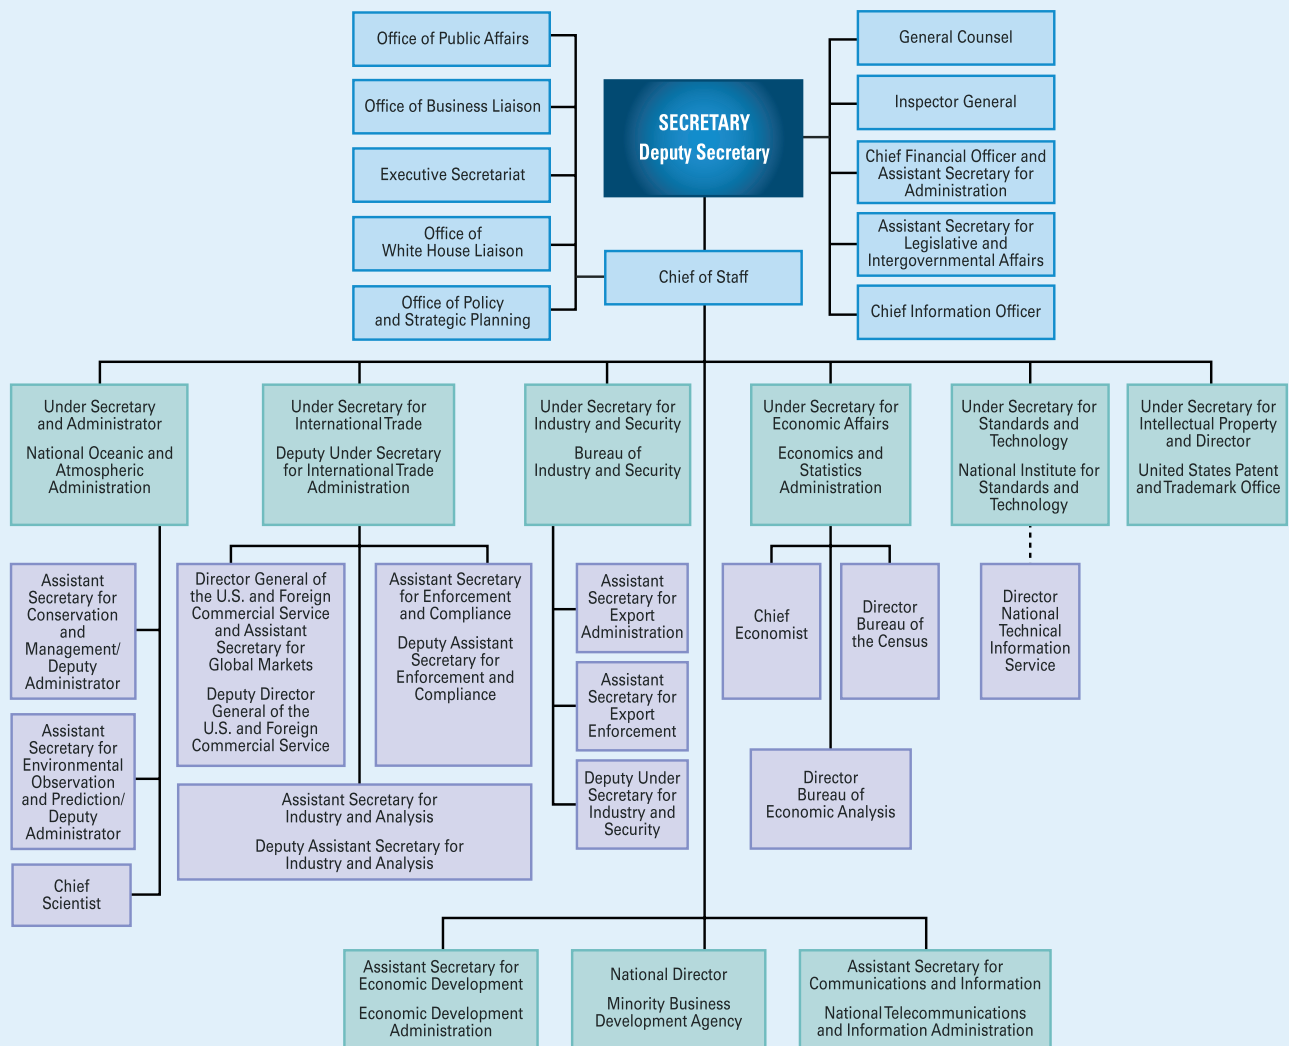 Office of Public Affairs
Office of Business Liaison
Executive Secretariat
Office of
White House Liaison
Office of Policy
and Strategic Planning
SECRETARY
Deputy Secretary
Chief of Staff
General Counsel
Inspector General
Chief Financial Officer and
Assistant Secretary for
Administration
Assistant Secretary for
Legislative and
Intergovernmental Affairs
Chief Information Officer
Under Secretary
and Administrator
National Oceanic and
Atmospheric
Administration
Under Secretary for
International Trade
Deputy Under Secretary
for International Trade
Administration
Under Secretary for
Industry and Security
Bureau of
Industry and Security
Under Secretary for
Economic Affairs
Economics and
Statistics
Administration
Under Secretary for
Standards and
Technology
National Institute for
Standards and
Technology
Under Secretary for
Intellectual Property
and Director
United States Patent
and Trademark Office
Assistant
Secretary for
Conservation
and
Management/
Deputy
Administrator
Assistant
Secretary for
Environmental
Observation
and Prediction/
Deputy
Administrator
Chief
Scientist
Director General of
the U.S. and Foreign
Commercial Service
and Assistant
Secretary for
Global Markets
Deputy Director
General of the
U.S. and Foreign
Commercial Service
Assistant Secretary
for Enforcement
and Compliance
Deputy Assistant
Secretary for
Enforcement and
Compliance
Assistant Secretary for
Industry and Analysis
Deputy Assistant Secretary for
Industry and Analysis
Assistant
Secretary for
Export
Administration
Assistant
Secretary for
Export
Enforcement
Deputy Under
Secretary for
Industry and
Security
Chief
Economist
Director
Bureau of
the Census
Director
Bureau of
Economic Analysis
Director
National
Technical
Information
Service
Assistant Secretary for
Economic Development
Economic Development
Administration
National Director
Minority Business
Development Agency
Assistant Secretary for
Communications and Information
National Telecommunications
and Information Administration